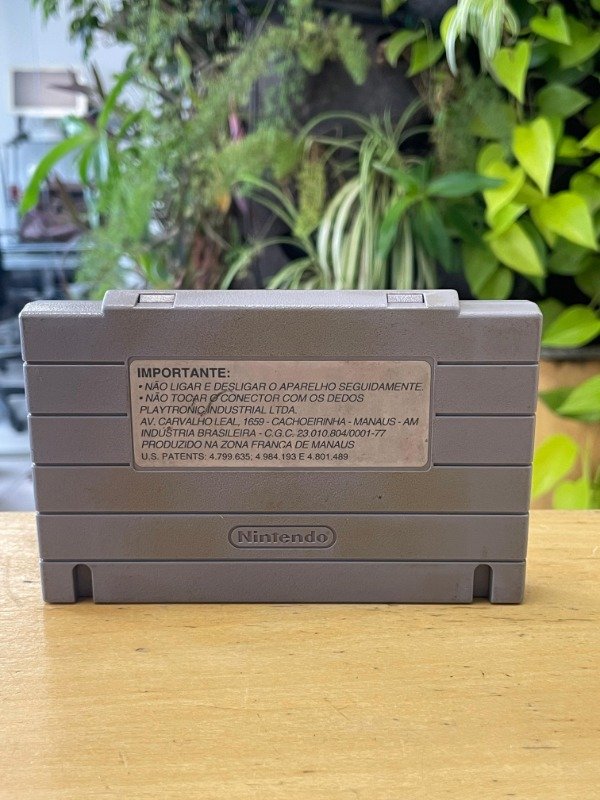 IMPORTANTE:
• NÃO LIGAR E DESLIGAR O APARELHO SEGUIDAMENTE.
• NÃO TOCAR O CONECTOR COM OS DEDOS
PLAYTRONIC INDUSTRIAL LTDA.
AV. CARVALHO LEAL, 1659 - CACHOEIRINHA - MANAUS - AM
INDÚSTRIA BRASILEIRA - C.G.C. 23.010.804/0001-77
PRODUZIDO NA ZONA FRANCA DE MANAUS
U.S. PATENTS: 4.799.635; 4.984.193 E 4.801.489
Nintendo